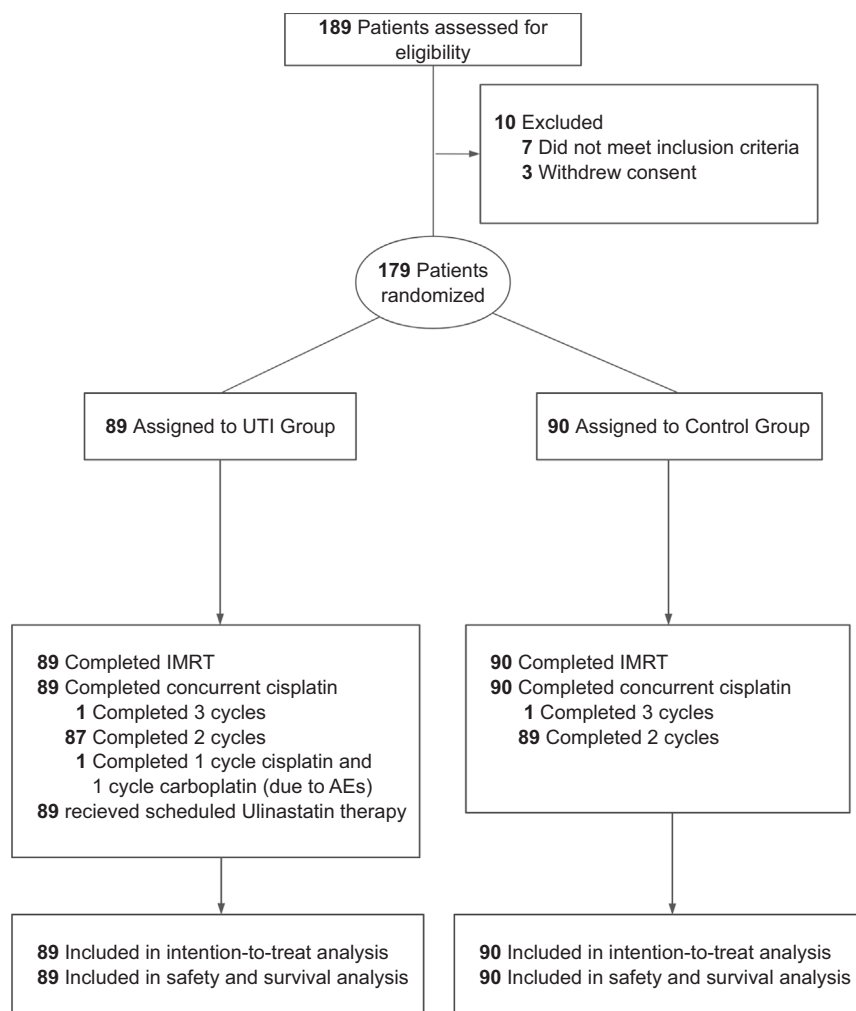 189 Patients assessed for
eligibility
10 Excluded
7 Did not meet inclusion criteria
3 Withdrew consent
179 Patients
randomized
89 Assigned to UTI Group
90 Assigned to Control Group
89 Completed IMRT
89 Completed concurrent cisplatin
1 Completed 3 cycles
87 Completed 2 cycles
1 Completed 1 cycle cisplatin and
1 cycle carboplatin (due to AEs)
89 recieved scheduled Ulinastatin therapy
90 Completed IMRT
90 Completed concurrent cisplatin
1 Completed 3 cycles
89 Completed 2 cycles
89 Included in intention-to-treat analysis
89 Included in safety and survival analysis
90 Included in intention-to-treat analysis
90 Included in safety and survival analysis